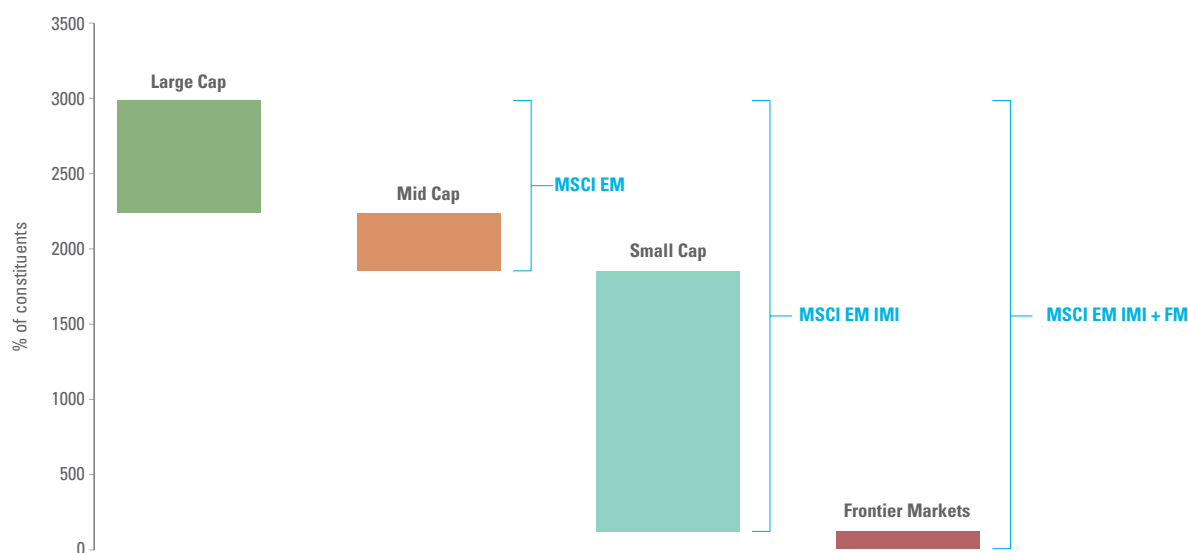 3500
3000
2500
2000
1500
1000
500
0
% of constituents
Large Cap
Mid Cap
Small Cap
Frontier Markets
MSCI EM
MSCI EM IMI
MSCI EM IMI + FM